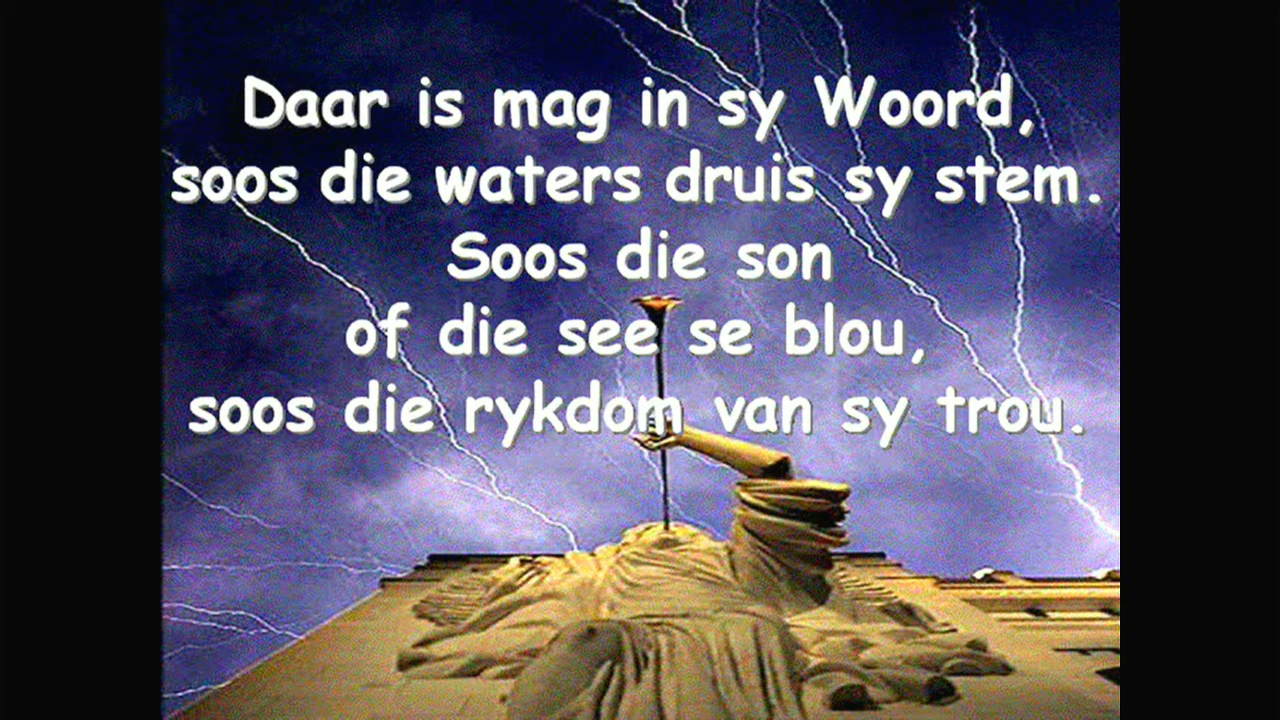 Daar is mag in sy Woord,
soos die waters druis sy stem.
Soos die son
of die see se blou,
soos die rykdom van sy trou.